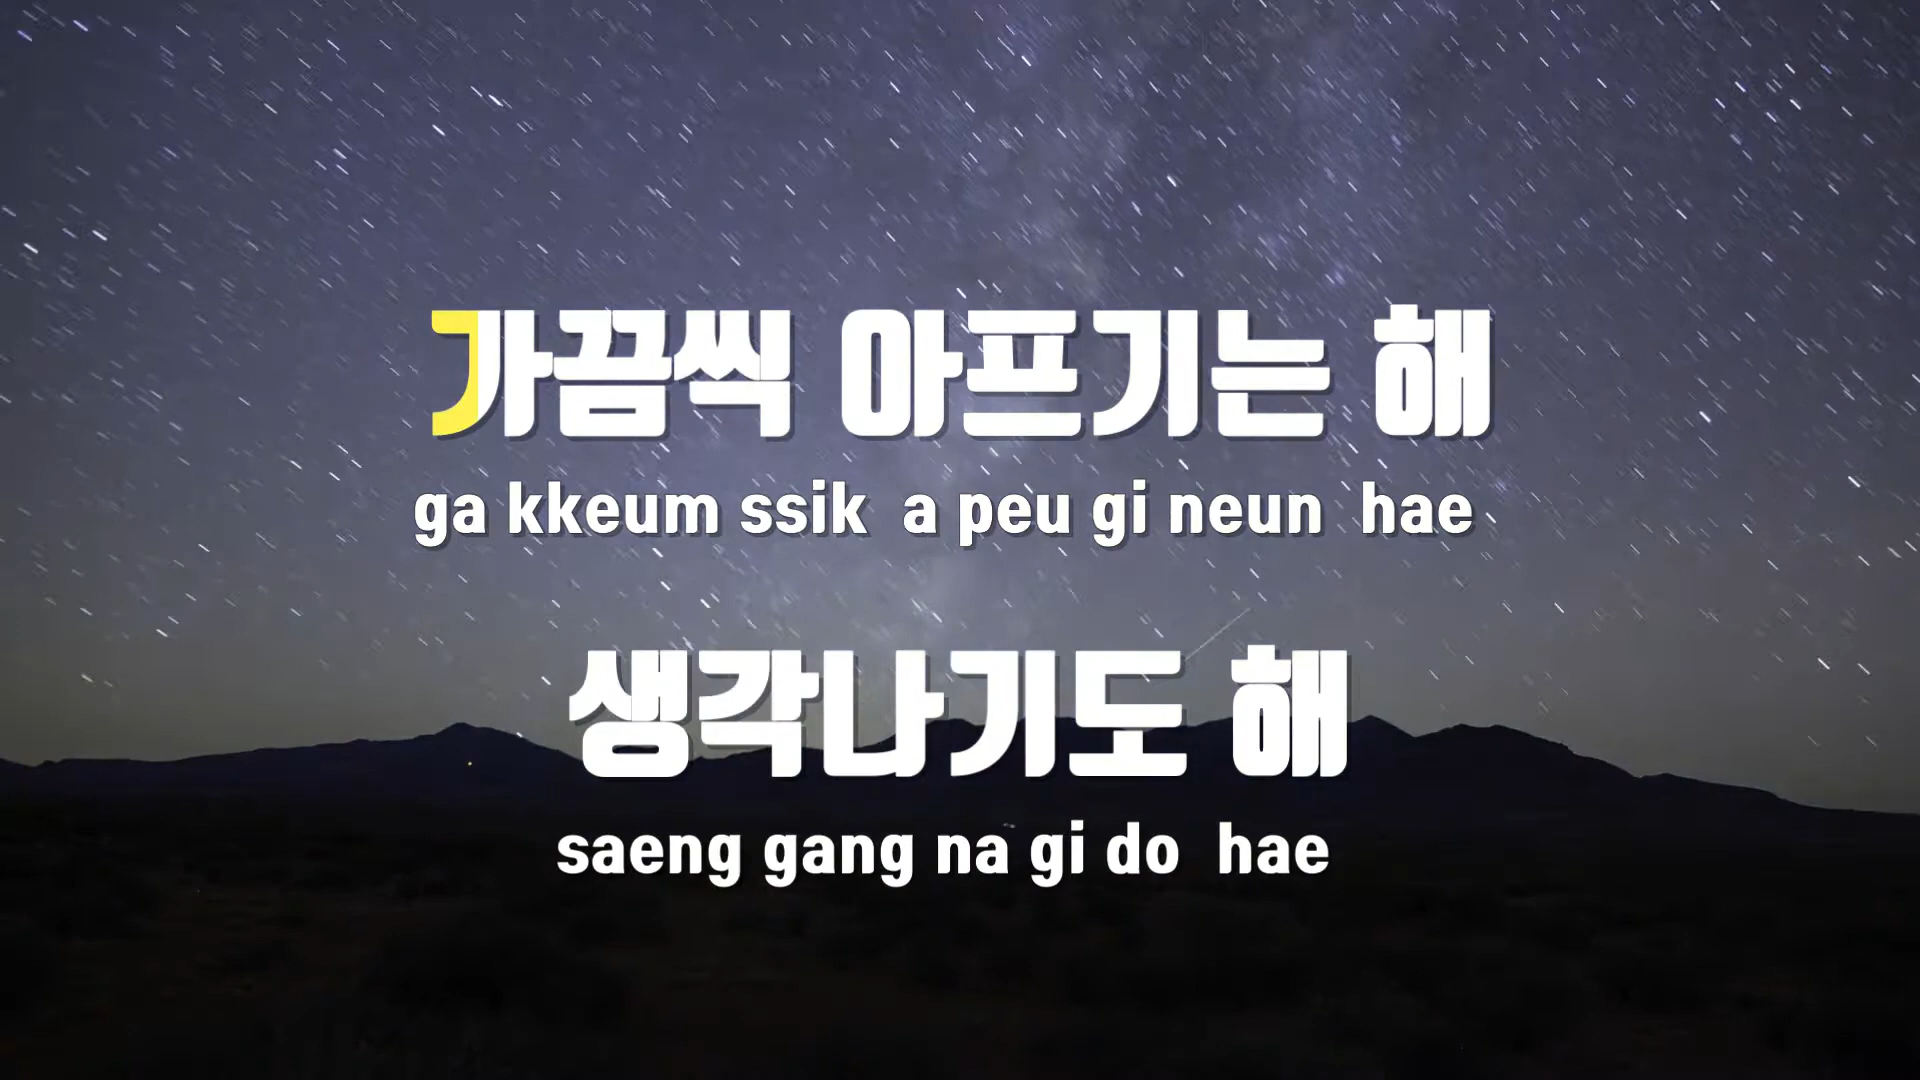 가끔씩 아프기는 해
ga kkeum ssik a peu gi neun hae
생각나기도 해
saeng gang na gi do hae